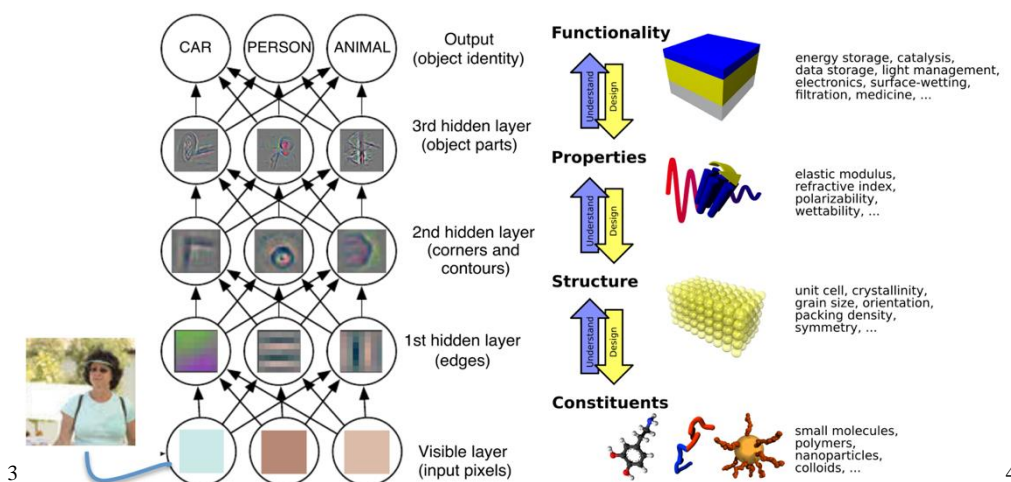 CAR PERSON ANIMAL
Output
(object identity)
3rd hidden layer
(object parts)
2nd hidden layer
(corners and
contours)
1st hidden layer
(edges)
Visible layer
(input pixels)
3
Functionality
Understand
Design
energy storage, catalysis,
data storage, light management,
electronics, surface-wetting,
filtration, medicine, ...
Properties
Understand
Design
elastic modulus,
refractive index,
polarizability,
wettability, ...
Structure
Understand
Design
unit cell, crystallinity,
grain size, orientation,
packing density,
symmetry, ...
Constituents
small molecules,
polymers,
nanoparticles,
colloids, ...
4